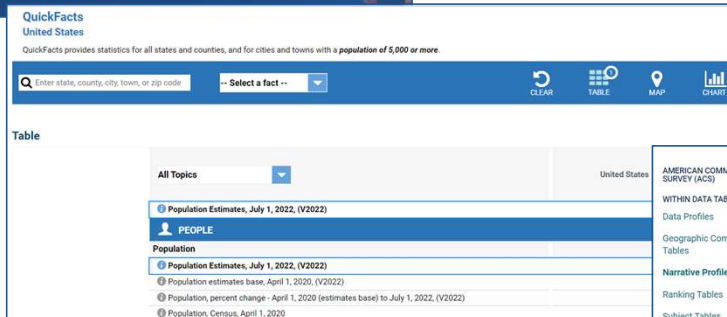 QuickFacts
United States
QuickFacts provides statistics for all states and counties, and for cities and towns with a population of 5,000 or more.
Enter state, county, city, town, or zip code
-- Select a fact --
CLEAR
TABLE
1
MAP
CHART
Table
All Topics
United States
Population Estimates, July 1, 2022, (V2022)
PEOPLE
Population
Population Estimates, July 1, 2022, (V2022)
Population estimates base, April 1, 2020, (V2022)
Population, percent change - April 1, 2020 (estimates base) to July 1, 2022, (V2022)
Population, Census, April 1, 2020
AMERICAN COMM
SURVEY (ACS)
WITHIN DATA TAB
Data Profiles
Geographic Com
Tables
Narrative Profile
Ranking Tables
Subject Tables